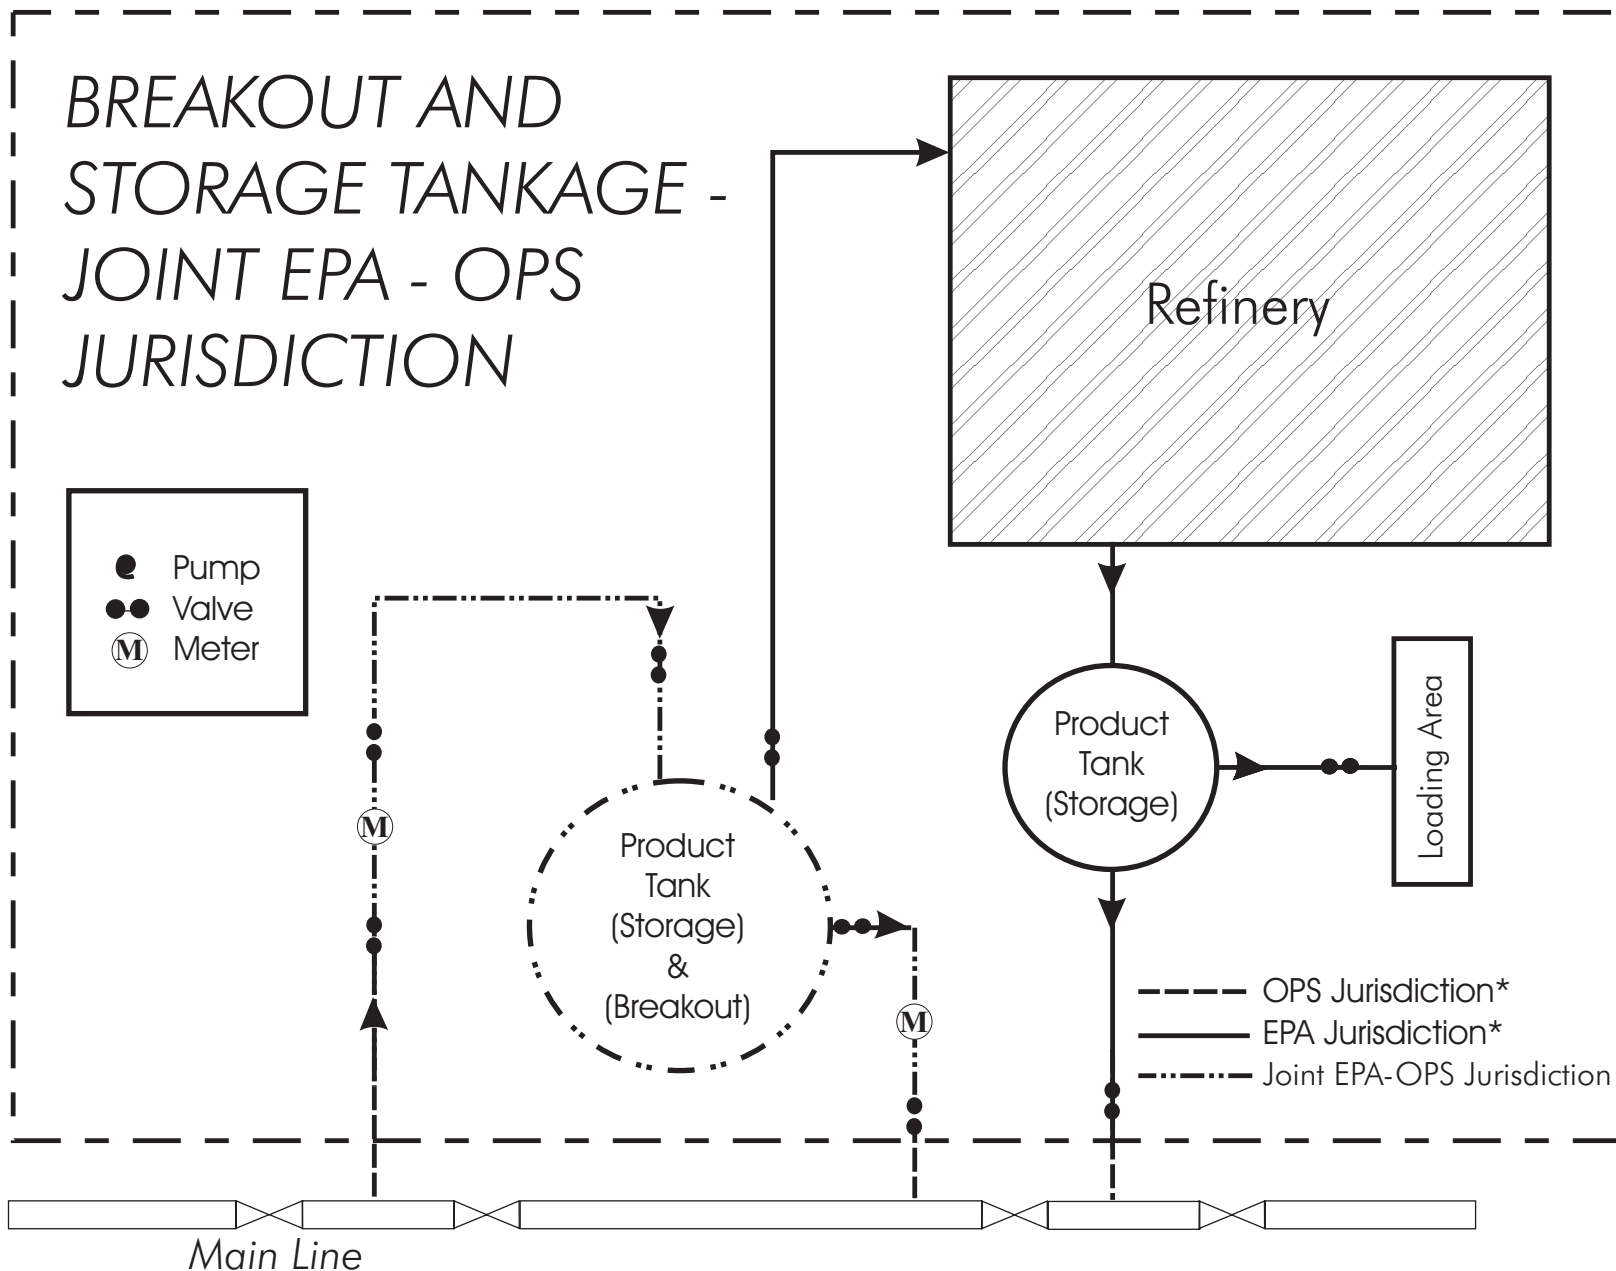 BREAKOUT AND
STORAGE TANKAGE -
JOINT EPA - OPS
JURISDICTION
Refinery
Pump
Valve
M Meter
M
Product
Tank
(Storage)
&
(Breakout)
M
Product
Tank
(Storage)
Loading Area
OPS Jurisdiction*
EPA Jurisdiction*
Joint EPA-OPS Jurisdiction
Main Line